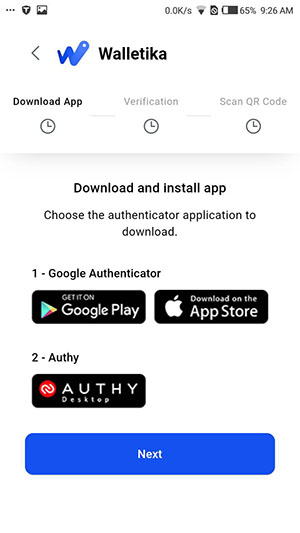 0.0K/s 65% 9:26 AM
Walletika
Download App Verification Scan QR Code
Download and install app
Choose the authenticator application to
download.
1 - Google Authenticator
GET IT ON
Google Play
Download on the
App Store
2 - Authy
AUTHY
Desktop
Next